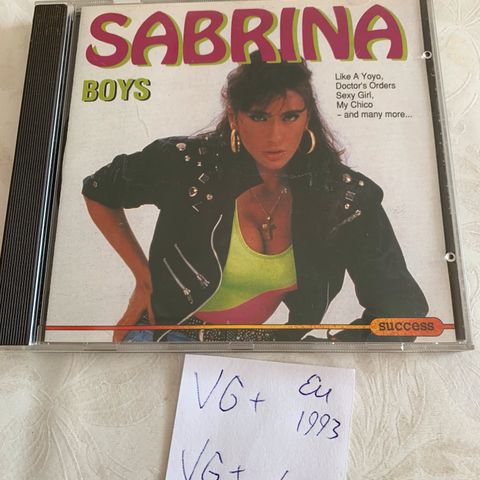 SABRINA
BOYS
Like A Yoyo,
Doctor's Orders
Sexy Girl,
My Chico
- and many more...
success
VG+ Eu
1993
VG+